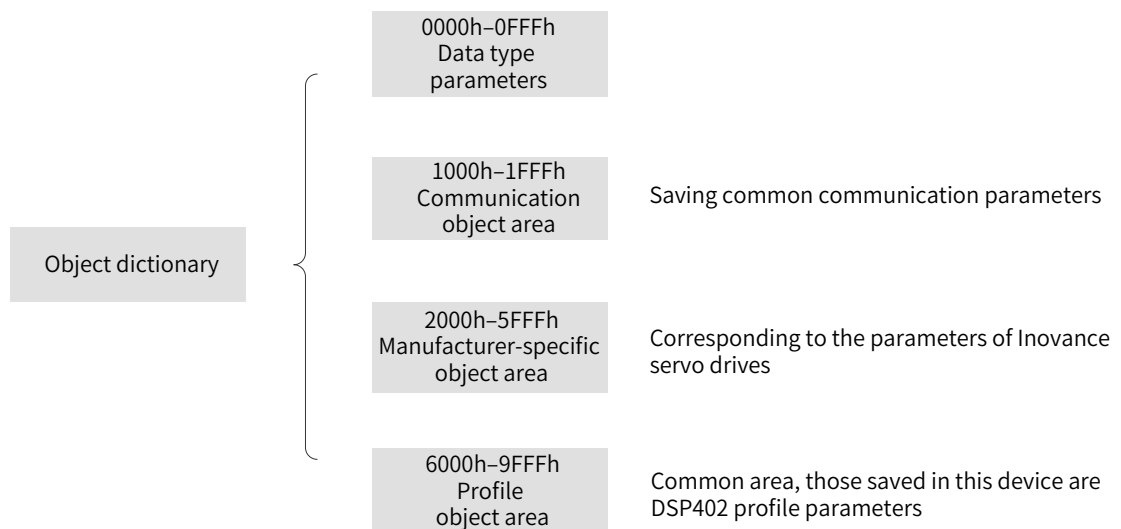 0000h–0FFFh
Data type
parameters
1000h–1FFFh
Communication
object area
Saving common communication parameters
Object dictionary
2000h–5FFFh
Manufacturer-specific
object area
Corresponding to the parameters of Inovance
servo drives
6000h–9FFFh
Profile
object area
Common area, those saved in this device are
DSP402 profile parameters